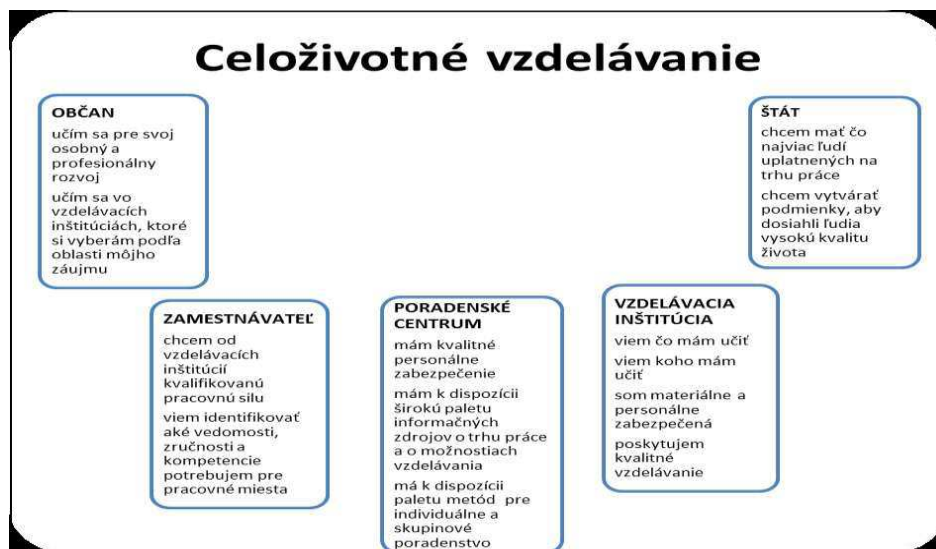 Celoživotné vzdelávanie
OBČAN
učím sa pre svoj
osobný a
profesionálny
rozvoj
učím sa vo
vzdelávacích
inštitúciách, ktoré
si vyberám podľa
oblasti môjho
záujmu
ZAMESTNÁVATEĽ
chcem od
vzdelávacích
inštitúcií
kvalifikovanú
pracovnú silu
viem identifikovať
aké vedomosti,
zručnosti a
kompetencie
potrebujem pre
pracovné miesta
PORADENSKÉ
CENTRUM
mám kvalitné
personálne
zabezpečenie
mám k dispozícii
širokú paletu
informačných
zdrojov o trhu práce
a o možnostiach
vzdelávania
má k dispozícii
paletu metód pre
individuálne a
skupinové
poradenstvo
VZDELÁVACIA
INŠTITÚCIA
viem čo mám učiť
viem koho mám
učiť
som materiálne a
personálne
zabezpečená
poskytujem
kvalitné
vzdelávanie
ŠTÁT
chcem mať čo
najviac ľudí
uplatnených na
trhu práce
chcem vytvárať
podmienky, aby
dosiahli ľudia
vysokú kvalitu
života